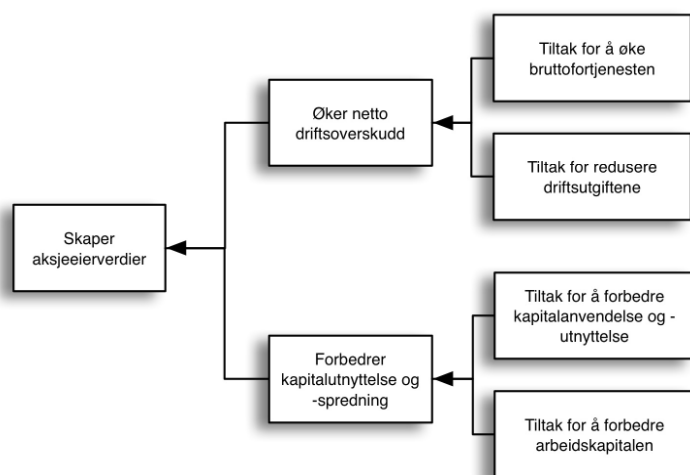 Tiltak for å øke
bruttofortjenesten
Øker netto
driftsoverskudd
Tiltak for redusere
driftsutgiftene
Skaper
aksjeeierverdier
Tiltak for å forbedre
kapitalanvendelse og -
utnyttelse
Forbedrer
kapitalutnyttelse og
-spredning
Tiltak for å forbedre
arbeidskapitalen